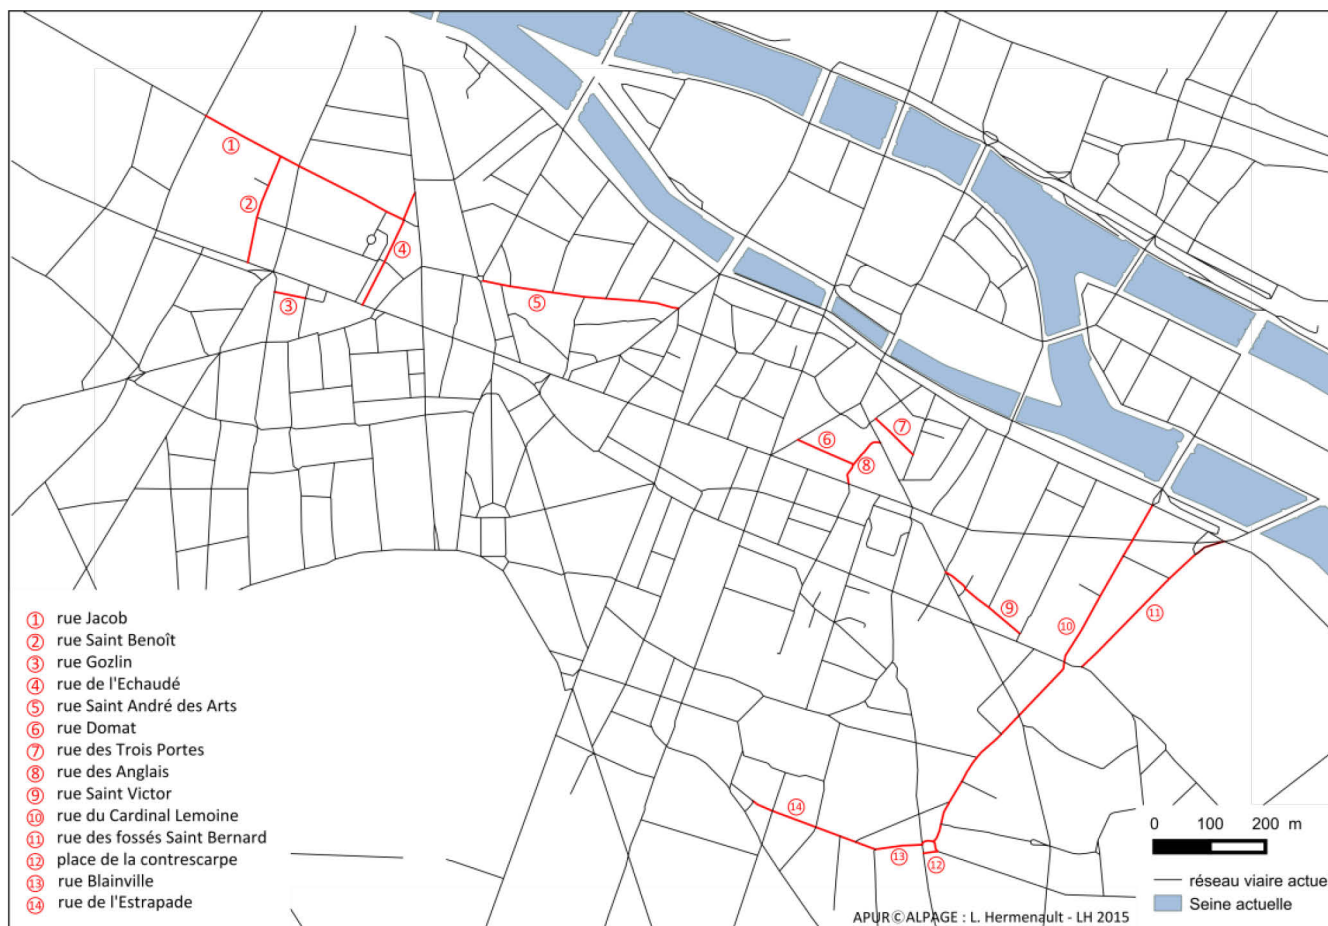 ①
②
③
④
⑤
⑥
⑦
⑧
⑨
⑩
⑪
⑭
⑬
⑫
① rue Jacob
② rue Saint Benoît
③ rue Gozlin
④ rue de l'Echaudé
⑤ rue Saint André des Arts
⑥ rue Domat
⑦ rue des Trois Portes
⑧ rue des Anglais
⑨ rue Saint Victor
⑩ rue du Cardinal Lemoine
⑪ rue des fossés Saint Bernard
⑫ place de la contrescarpe
⑬ rue Blainville
⑭ rue de l'Estrapade
0 100 200 m
réseau viaire actue
Seine actuelle
APUR©ALPAGE : L. Hermenault - LH 2015